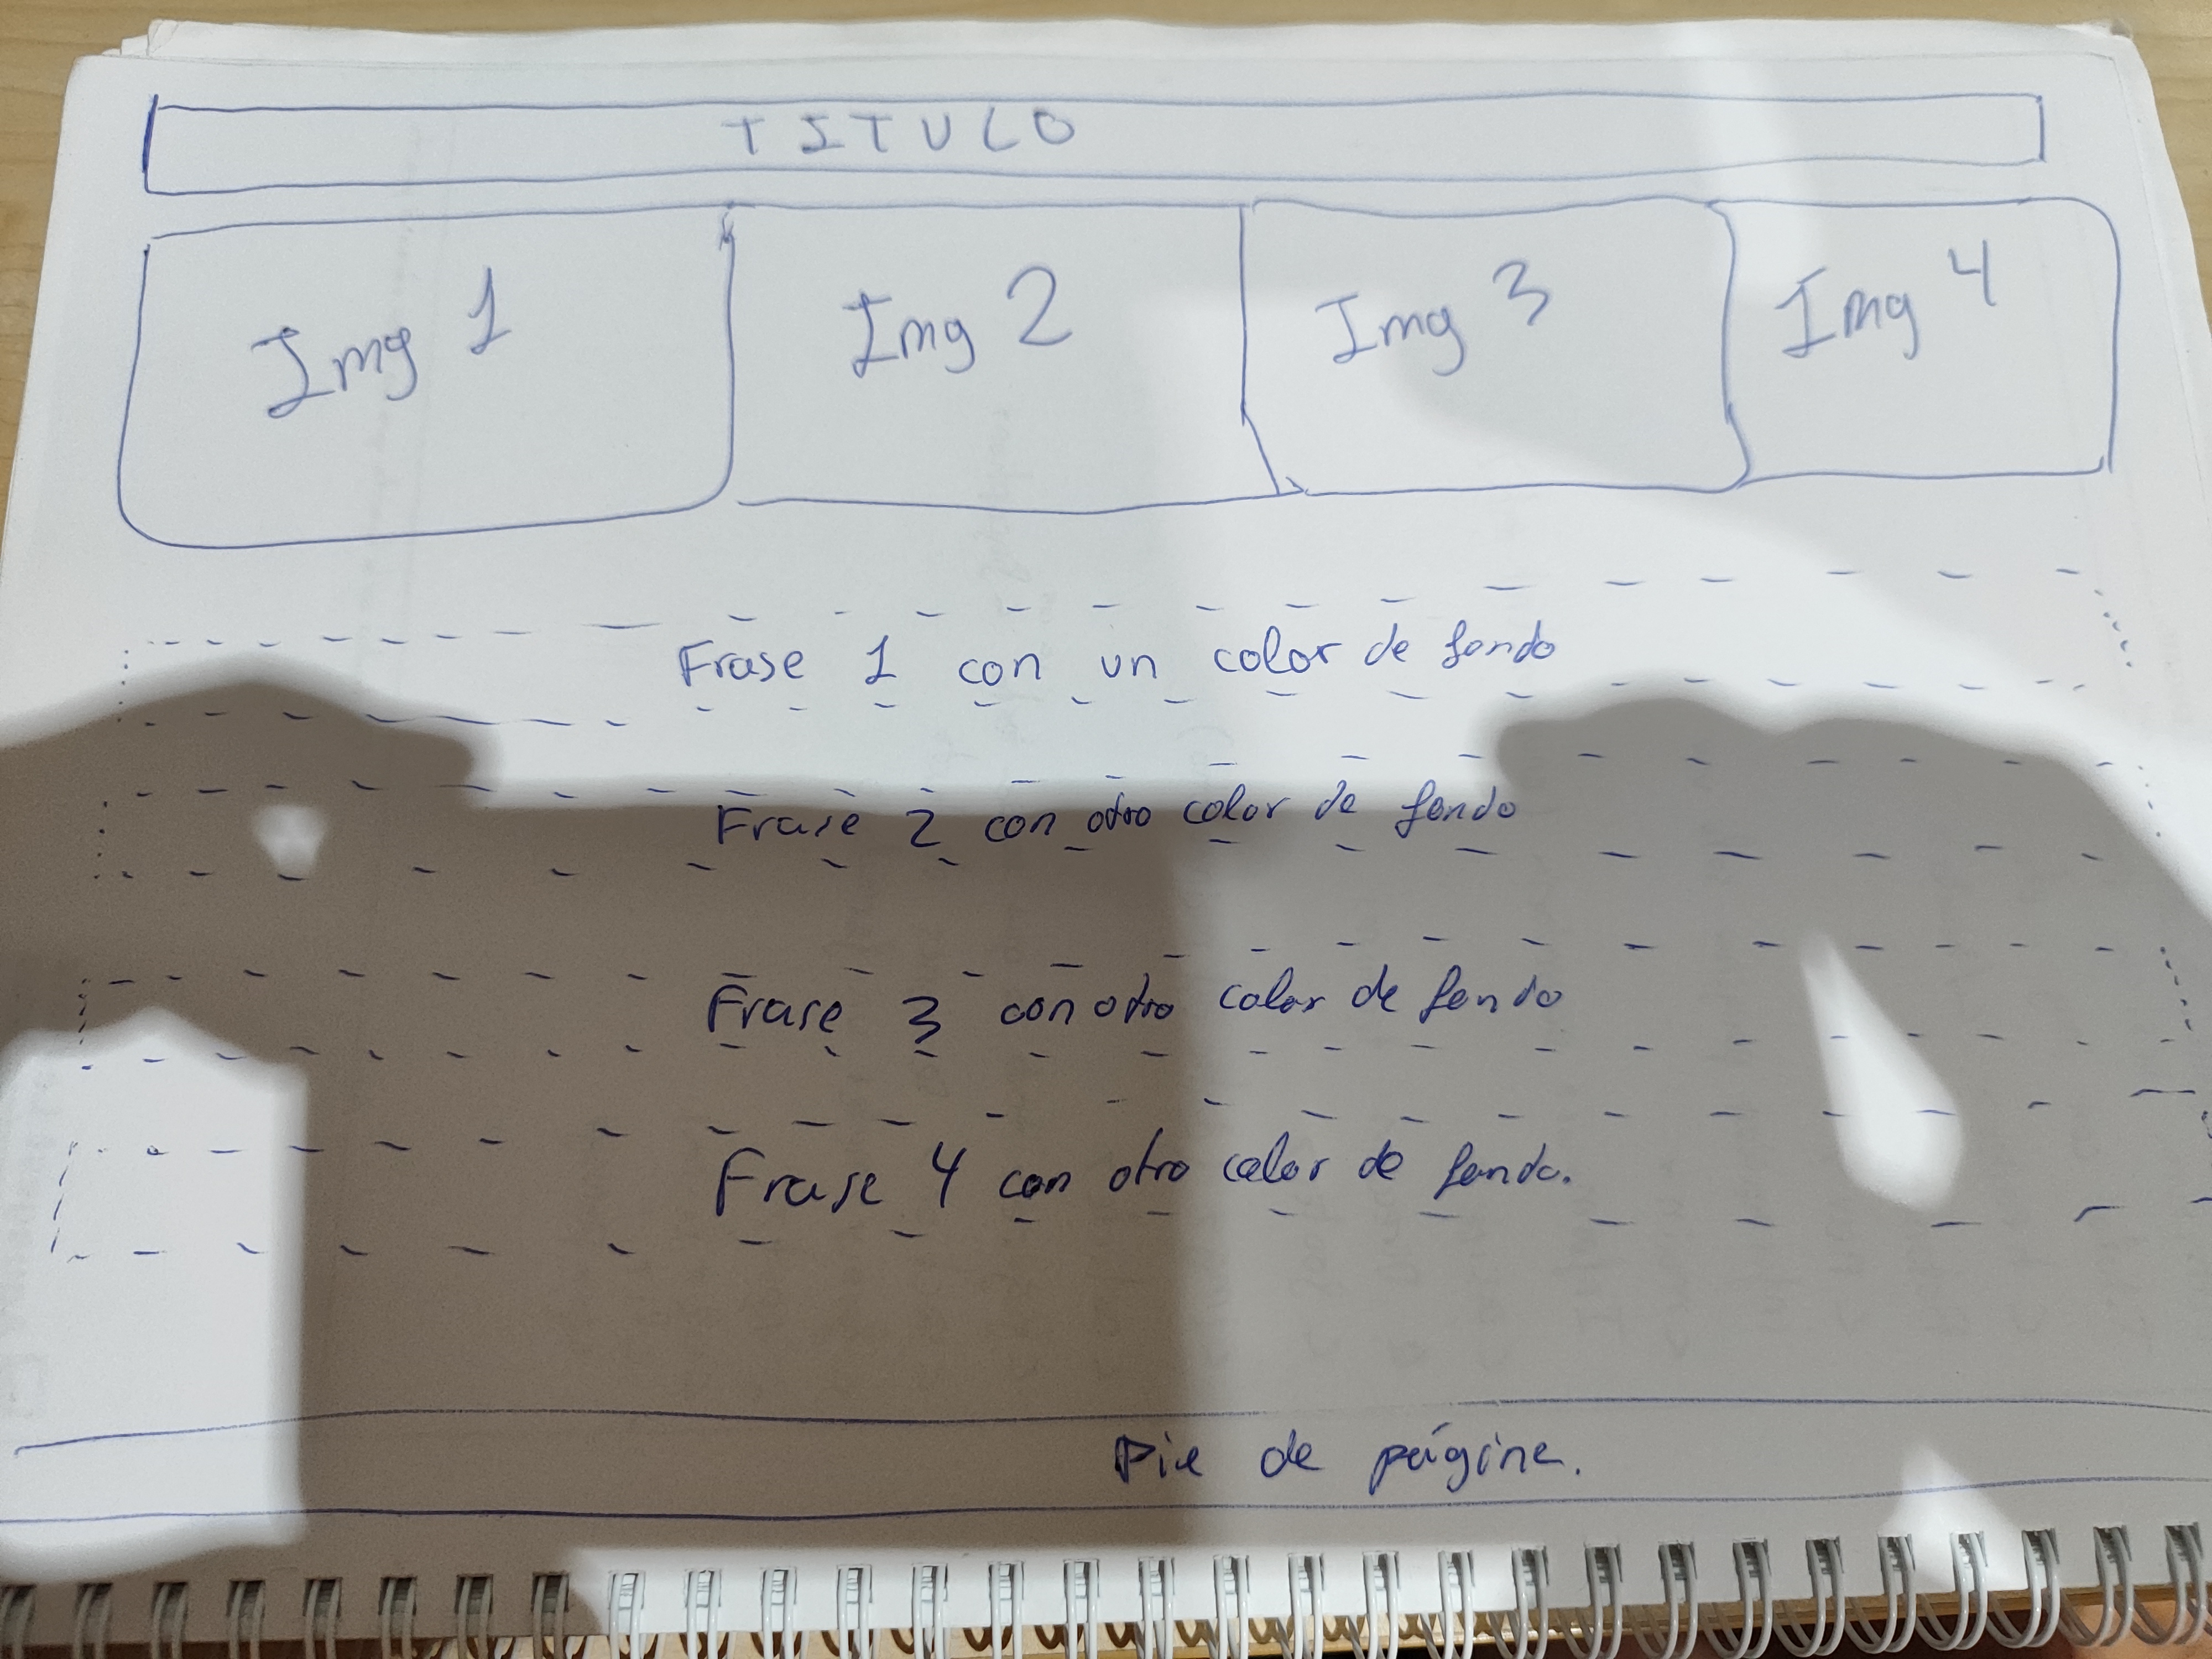 TITULO
Img 1 Img 2 Img 3 Img 4
Frase 1 con un color de fondo
Frase 2 con otro color de fondo
Frase 3 con otro color de fondo
Frase 4 con otro color de fondo.
Pie de página.